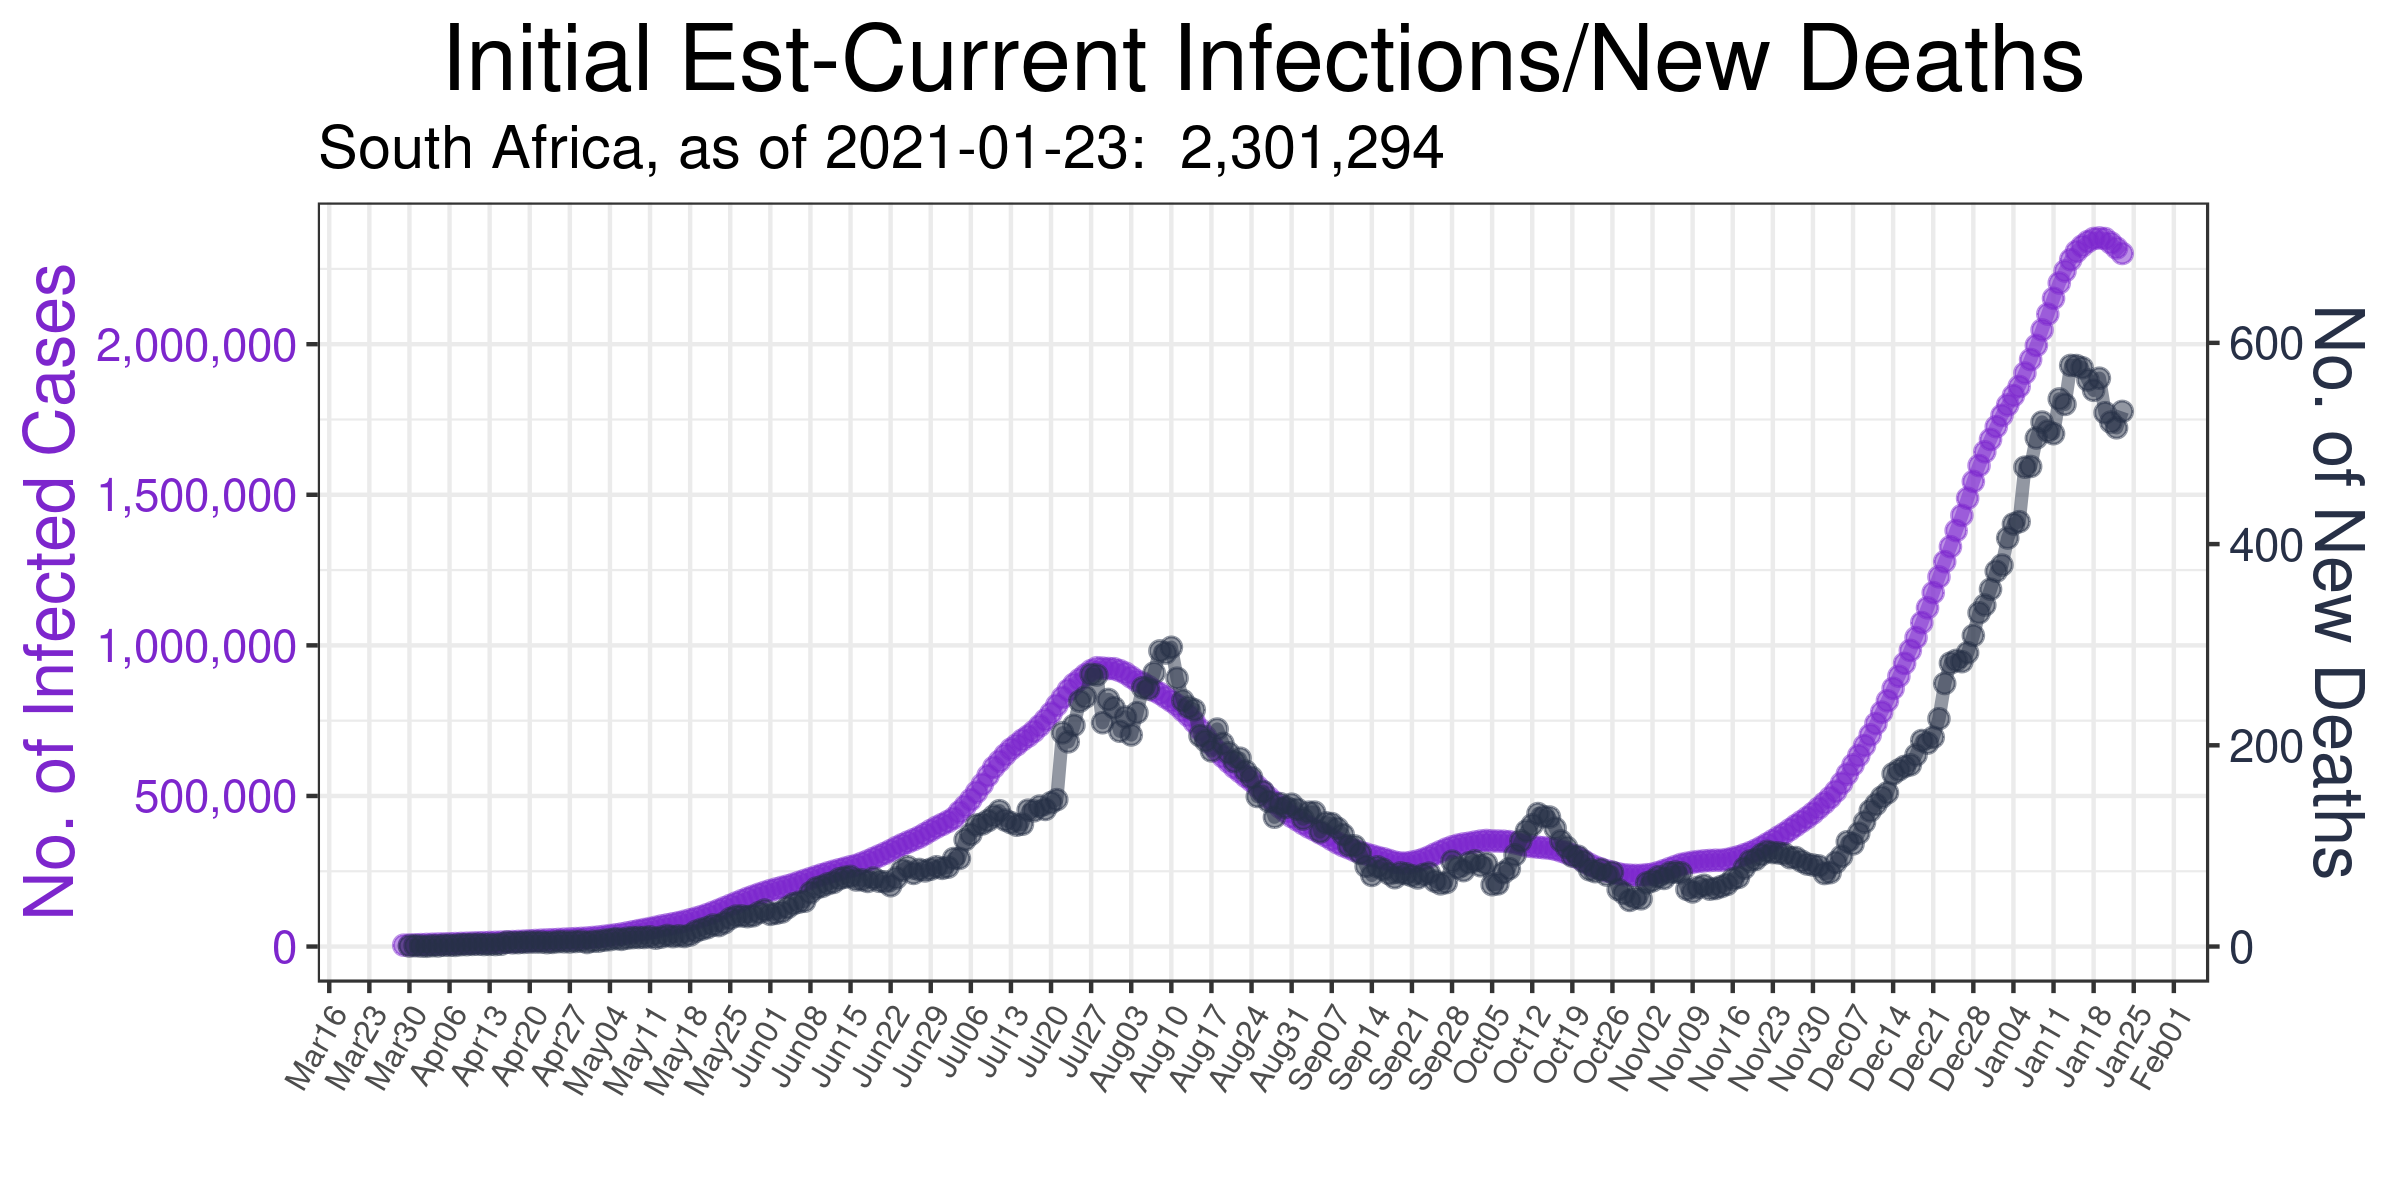 Initial Est-Current Infections/New Deaths
South Africa, as of 2021-01-23:  2,301,294
No. of Infected Cases
2,000,000
1,500,000
1,000,000
500,000
0
600
400
200
0
No. of New Deaths
Mar16
Mar23
Mar30
Apr06
Apr13
Apr20
Apr27
May04
May11
May18
May25
Jun01
Jun08
Jun15
Jun22
Jun29
Jul06
Jul13
Jul20
Jul27
Aug03
Aug10
Aug17
Aug24
Aug31
Sep07
Sep14
Sep21
Sep28
Oct05
Oct12
Oct19
Oct26
Nov02
Nov09
Nov16
Nov23
Nov30
Dec07
Dec14
Dec21
Dec28
Jan04
Jan11
Jan18
Jan25
Feb01